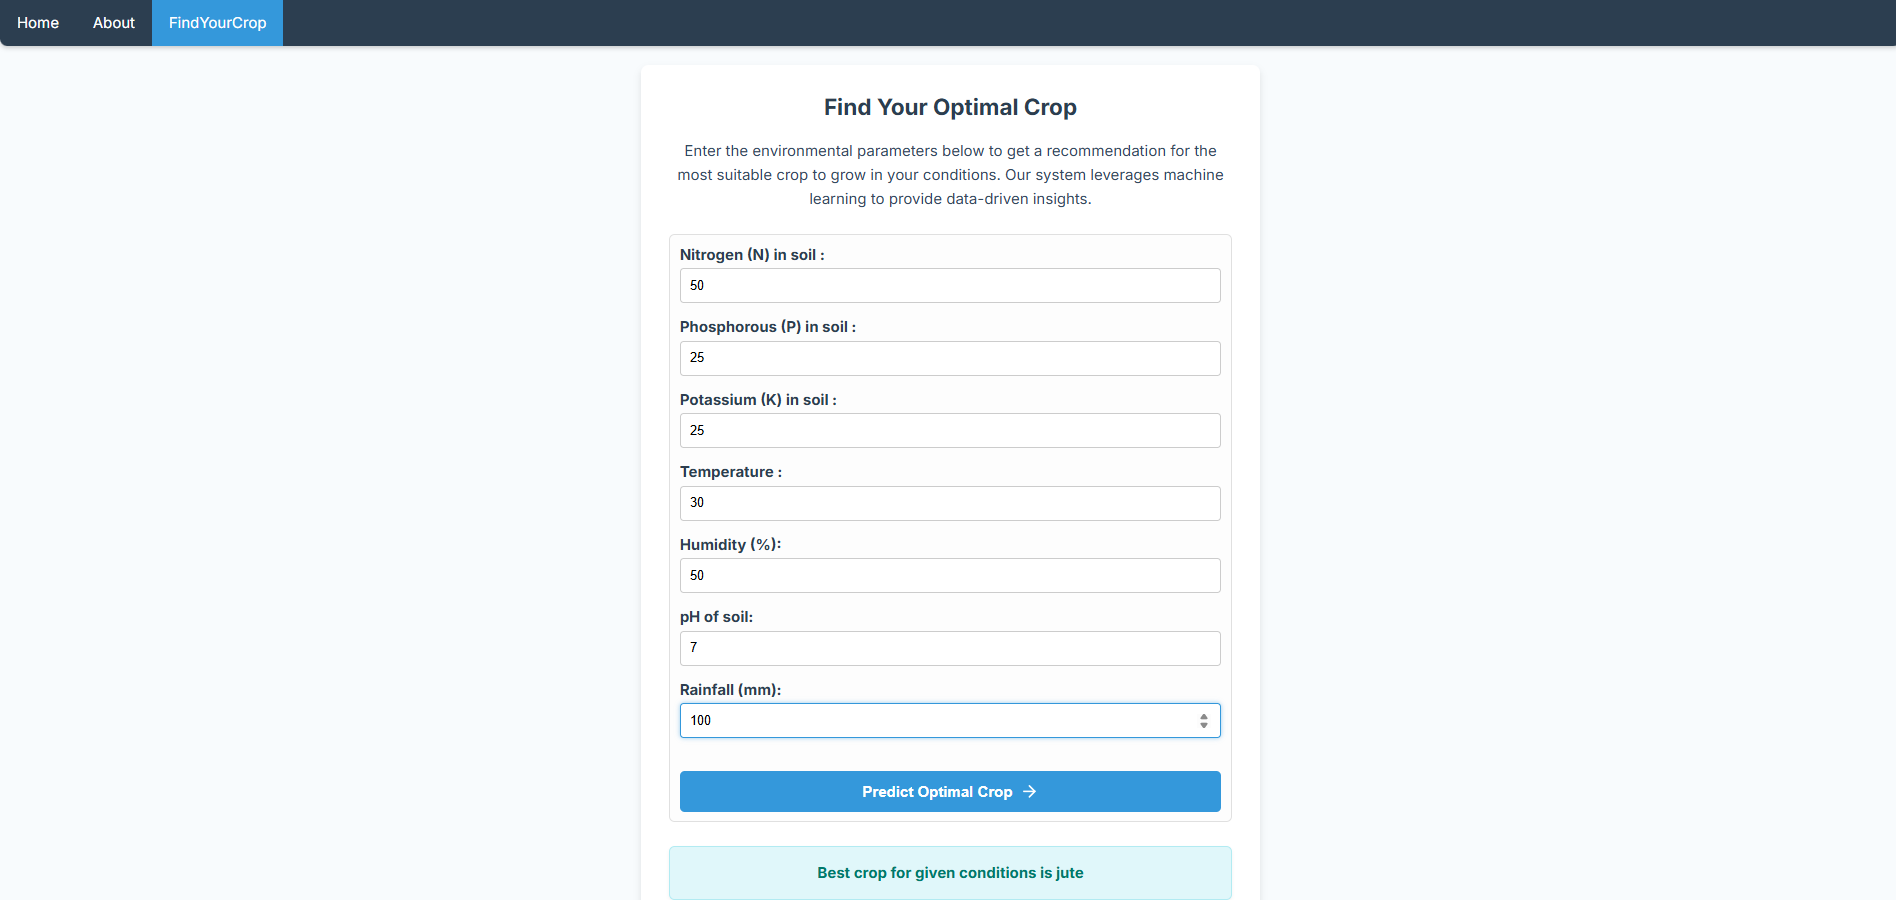 Home About FindYourCrop
Find Your Optimal Crop
Enter the environmental parameters below to get a recommendation for the
most suitable crop to grow in your conditions. Our system leverages machine
learning to provide data-driven insights.
Nitrogen (N) in soil :
50
Phosphorous (P) in soil :
25
Potassium (K) in soil :
25
Temperature :
30
Humidity (%):
50
pH of soil:
7
Rainfall (mm):
100
Predict Optimal Crop →
Best crop for given conditions is jute